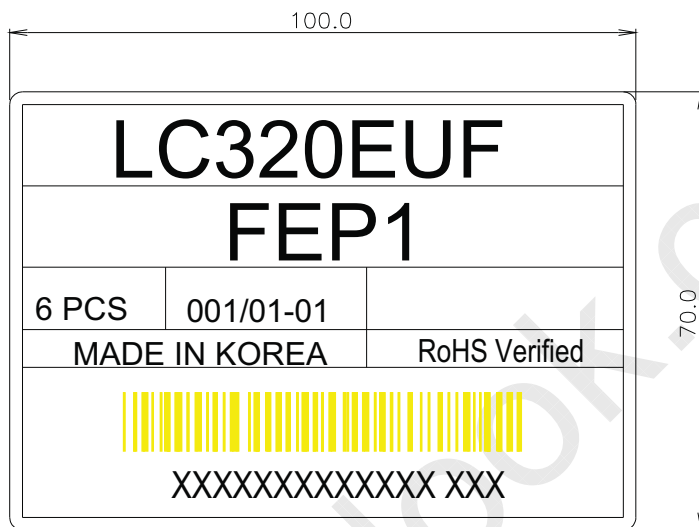 100.0
LC320EUF
FEP1
6 PCS 001/01-01
MADE IN KOREA RoHS Verified
XXXXXXXXXXXXX XXX
70.0